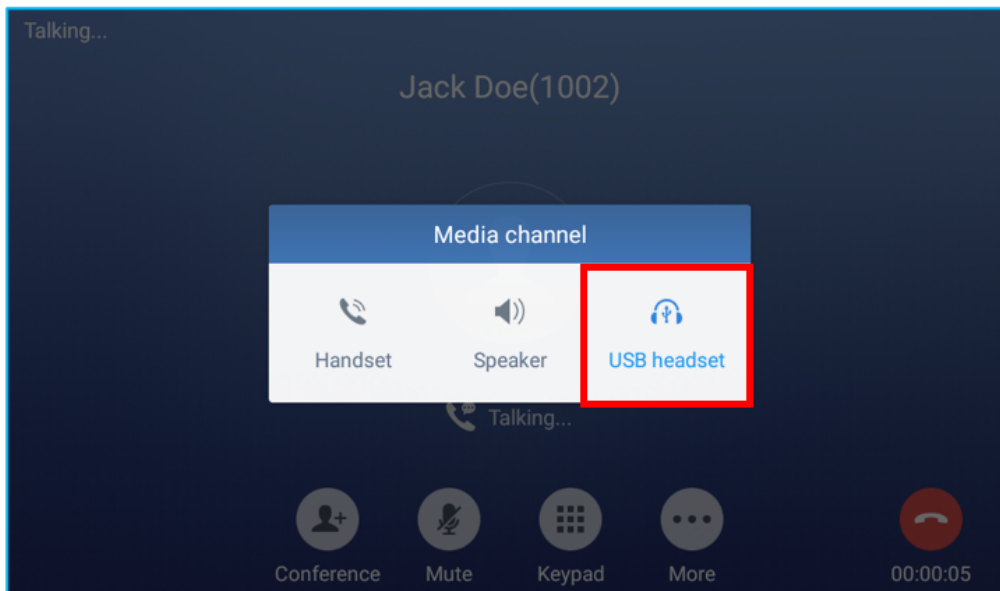 Talking...
Jack Doe(1002)
Media channel
Handset Speaker USB headset
Talking...
Conference Mute Keypad More 00:00:05